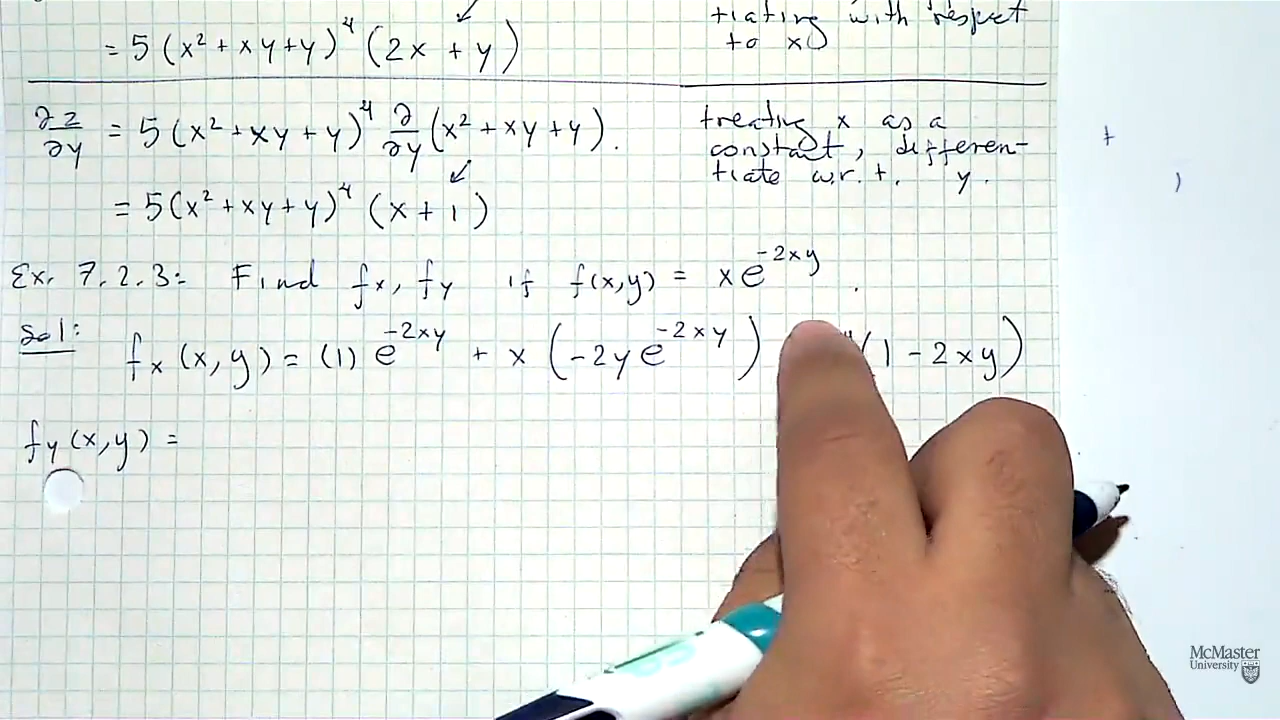 tiating with respect
= 5(x² + xy + y)⁴ (2x + y)
to x
∂z/∂y = 5(x² + xy + y)⁴ ∂/∂y (x² + xy + y).
treating x as a
constant, differen-
tiate w.r.t. y.
= 5(x² + xy + y)⁴ (x + 1)
Ex. 7.2.3: Find fx, fy if f(x,y) = xe^{-2xy}.
Sol:
fx(x,y) = (1) e^{-2xy} + x(-2ye^{-2xy}) (1 - 2xy)
fy(x,y) =
McMaster
University